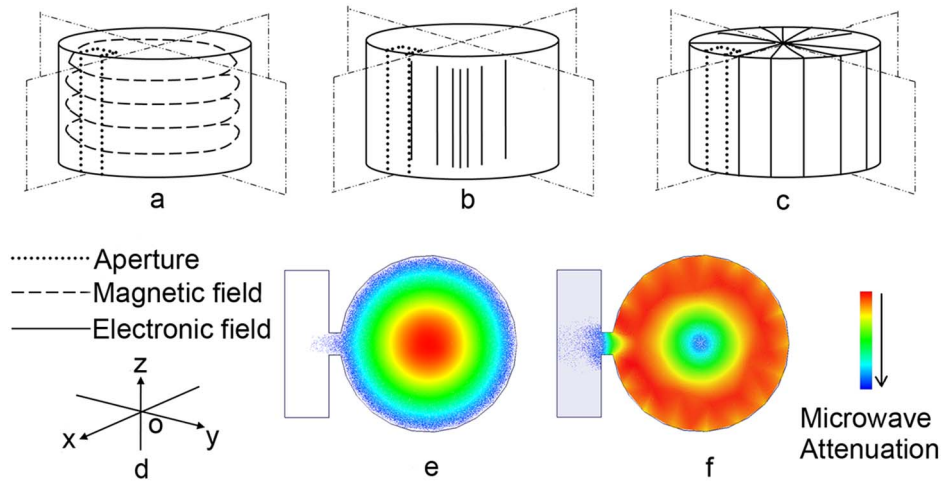 a
b
c
Aperture
Magnetic field
Electronic field
z
o
x
y
d
e
f
Microwave
Attenuation